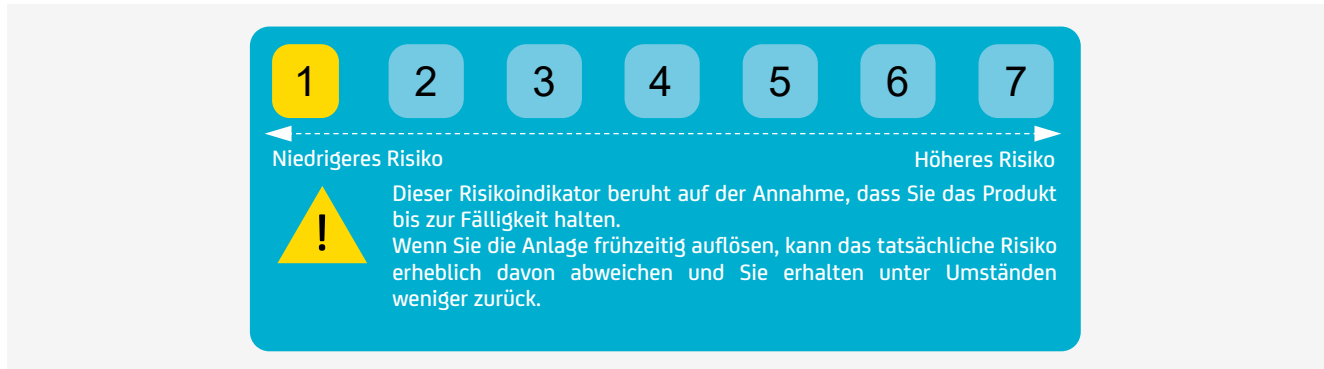 1 2 3 4 5 6 7
Niedrigeres Risiko Höheres Risiko
!
Dieser Risikoindikator beruht auf der Annahme, dass Sie das Produkt
bis zur Fälligkeit halten.
Wenn Sie die Anlage frühzeitig auflösen, kann das tatsächliche Risiko
erheblich davon abweichen und Sie erhalten unter Umständen
weniger zurück.